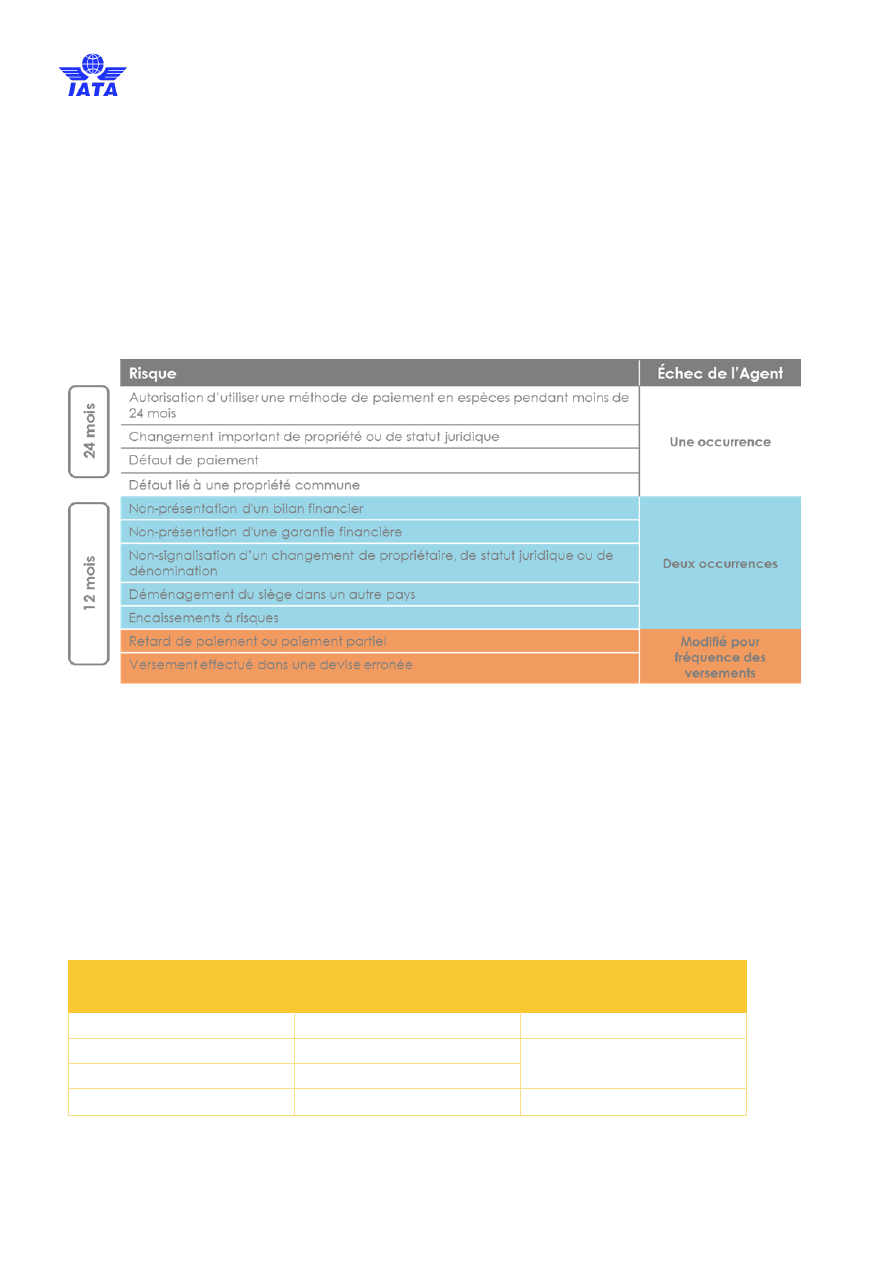 IATA
Risque
Échec de l'Agent
24 mois
Autorisation d'utiliser une méthode de paiement en espèces pendant moins de
24 mois
Changement important de propriété ou de statut juridique
Défaut de paiement
Défaut lié à une propriété commune
Une occurrence
12 mois
Non-présentation d'un bilan financier
Non-présentation d'une garantie financière
Non-signalisation d'un changement de propriétaire, de statut juridique ou de
dénomination
Déménagement du siège dans un autre pays
Encaissements à risques
Deux occurrences
Retard de paiement ou paiement partiel
Versement effectué dans une devise erronée
Modifié pour
fréquence des
versements